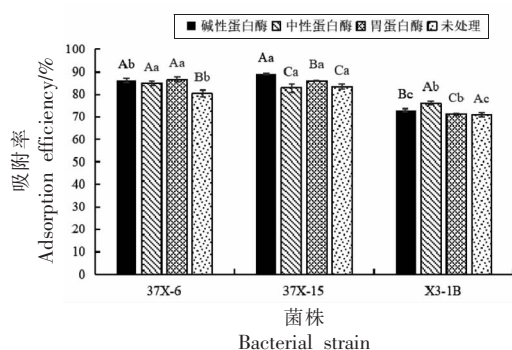 碱性蛋白酶 中性蛋白酶 胃蛋白酶 未处理
吸附率
Adsorption efficiency/%
100
90
80
70
60
50
40
30
20
10
0
Ab Aa Aa Bb
Aa Ca Ba Ca
Bc Ab Cb Ac
37X-6 37X-15 X3-1B
菌株
Bacterial strain